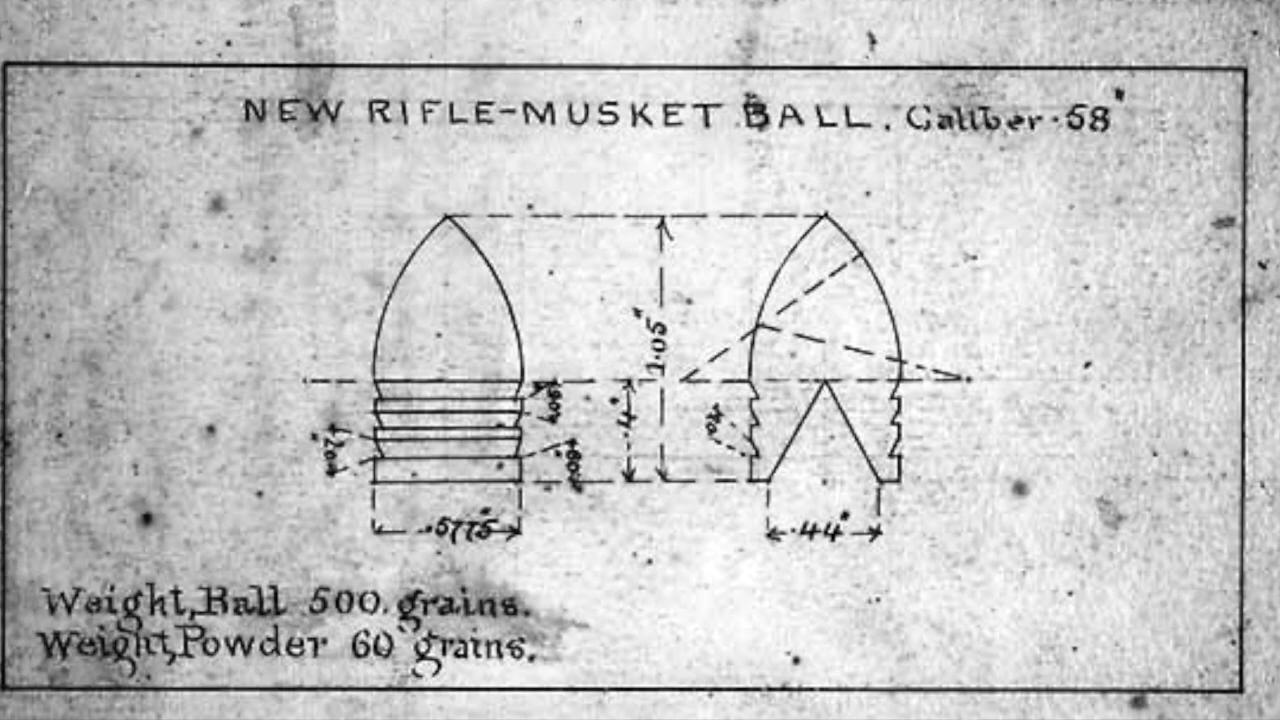 NEW RIFLE-MUSKET BALL. Caliber ·58"
1·05"
·4"
·5775"
·44"
Weight, Ball 500. grains.
Weight, Powder 60 grains.